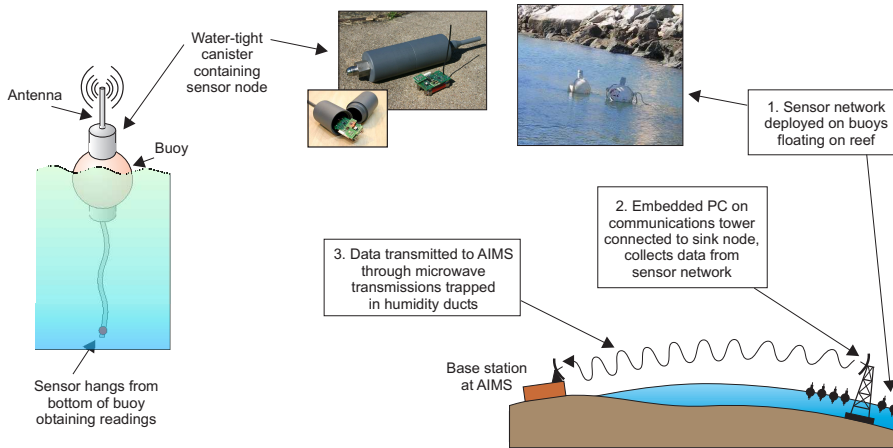 Water-tight
canister
containing
sensor node
Antenna
Buoy
Sensor hangs from
bottom of buoy
obtaining readings
1. Sensor network
deployed on buoys
floating on reef
2. Embedded PC on
communications tower
connected to sink node,
collects data from
sensor network
3. Data transmitted to AIMS
through microwave
transmissions trapped
in humidity ducts
Base station
at AIMS